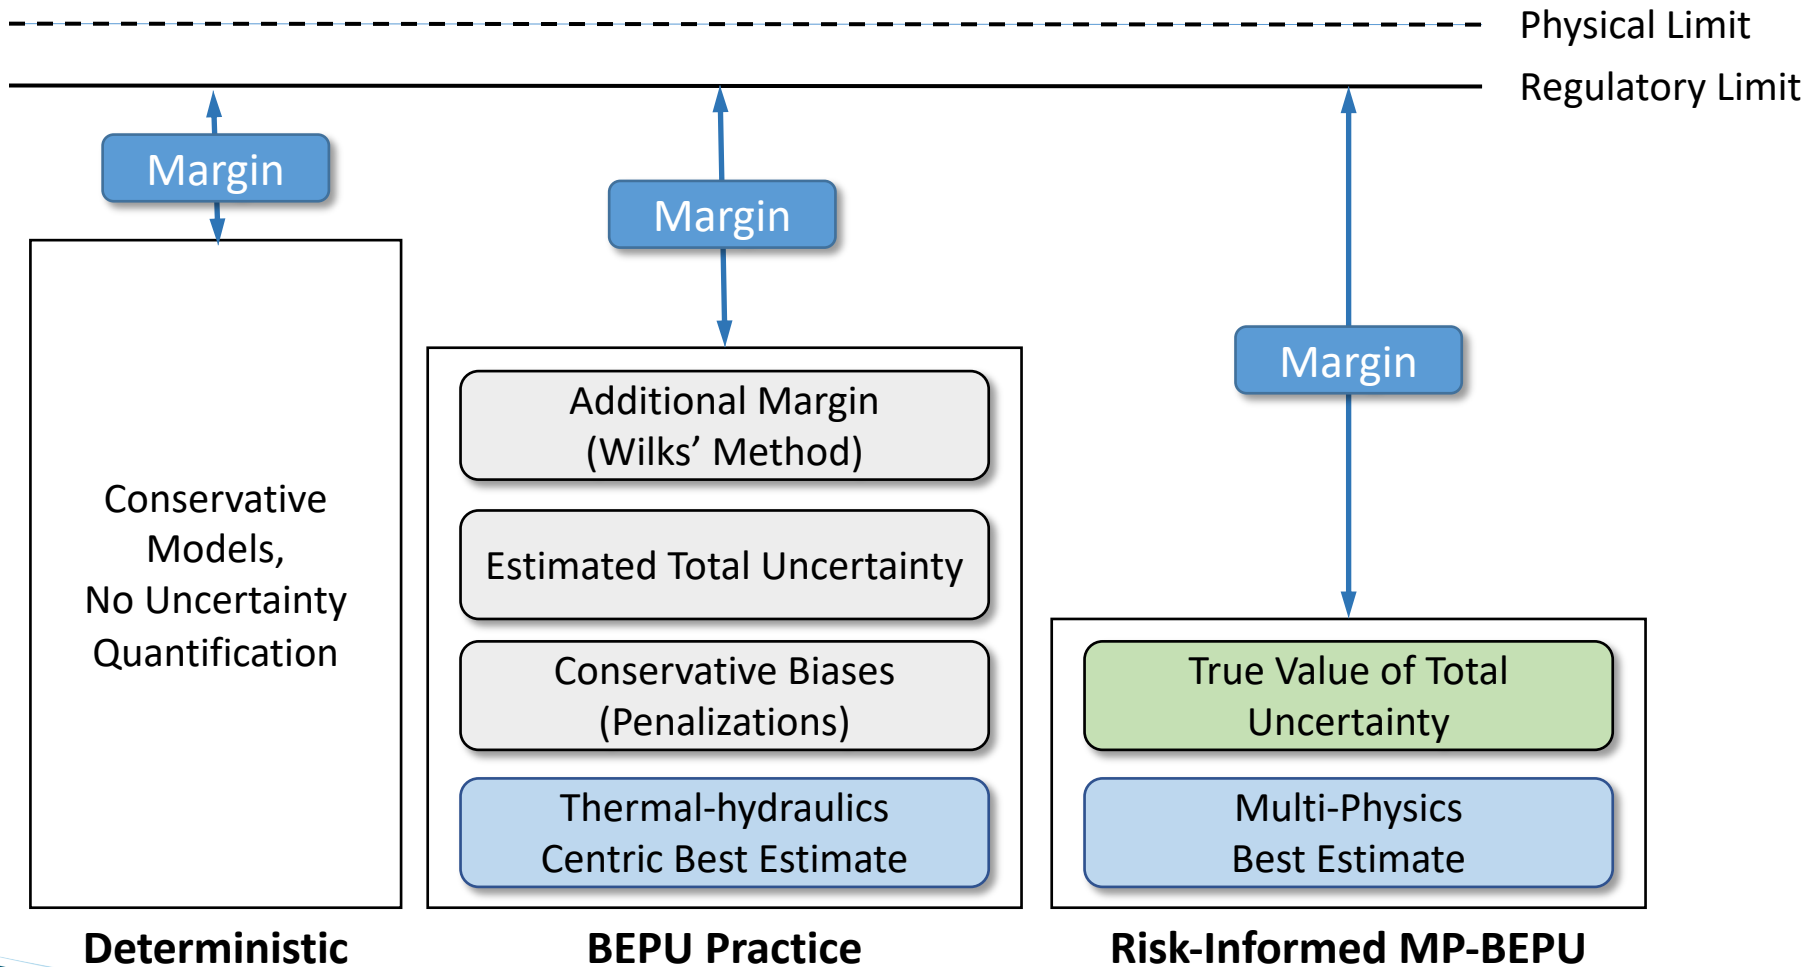 Physical Limit
Regulatory Limit
Margin
Margin
Margin
Conservative
Models,
No Uncertainty
Quantification
Additional Margin
(Wilks’ Method)
Estimated Total Uncertainty
Conservative Biases
(Penalizations)
Thermal-hydraulics
Centric Best Estimate
True Value of Total
Uncertainty
Multi-Physics
Best Estimate
Deterministic
BEPU Practice
Risk-Informed MP-BEPU